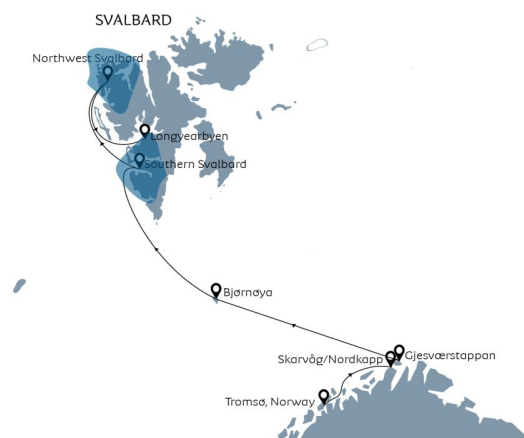 SVALBARD
Northwest Svalbard
Longyearbyen
Southern Svalbard
Bjørnøya
Gjesværstappan
Skarvåg/Nordkapp
Tromsø, Norway